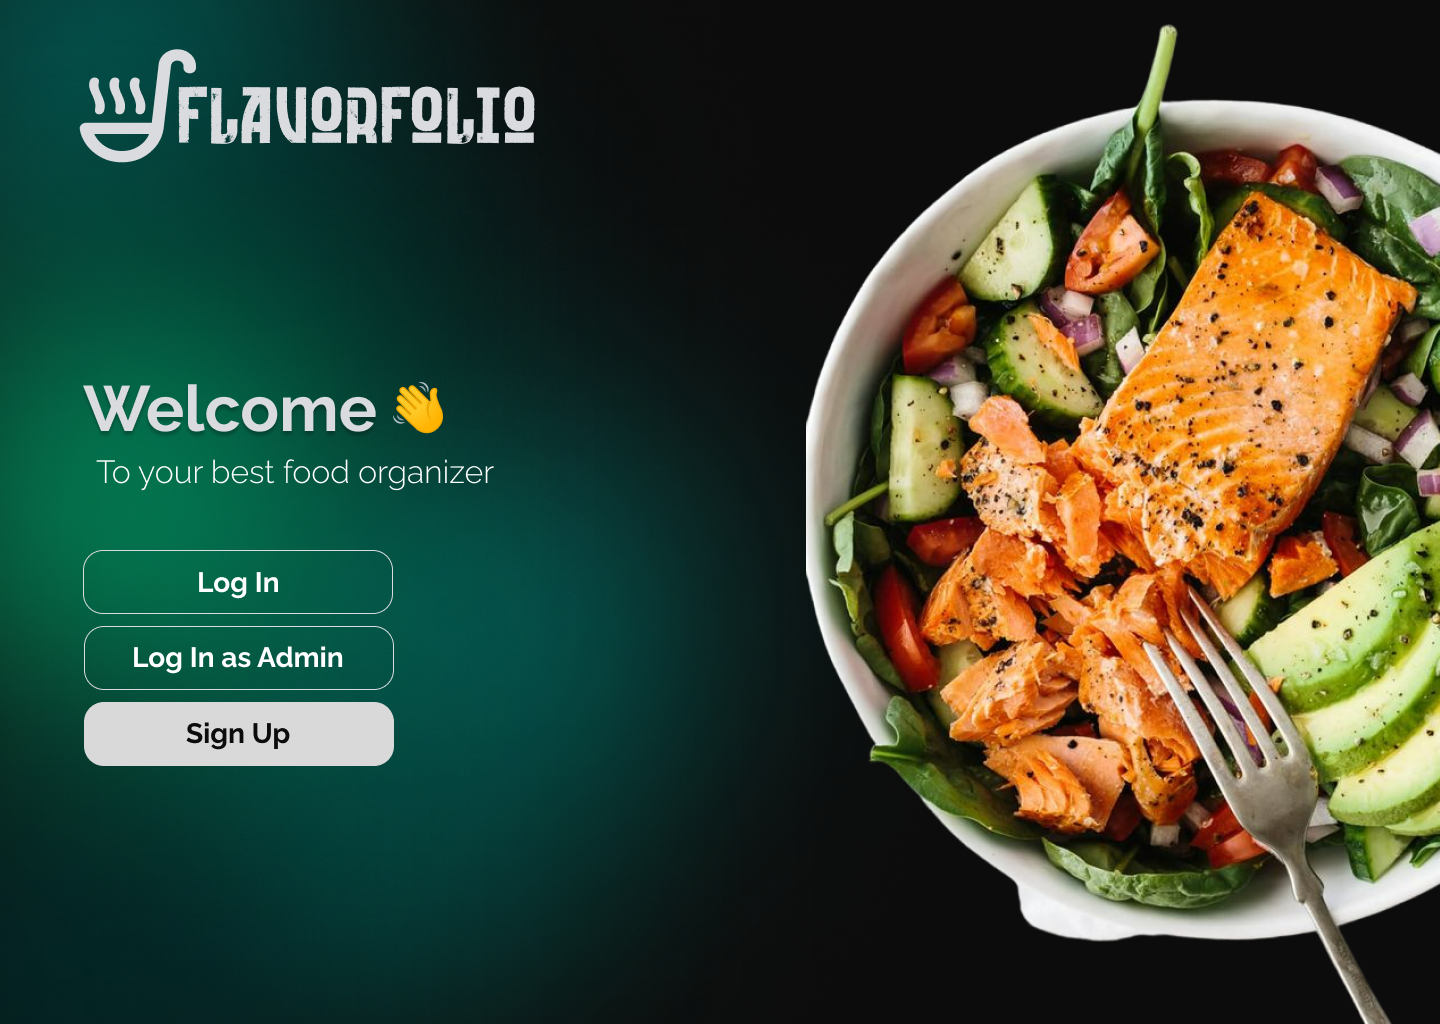 FLAVORFOLIO
Welcome 👋
To your best food organizer
Log In
Log In as Admin
Sign Up